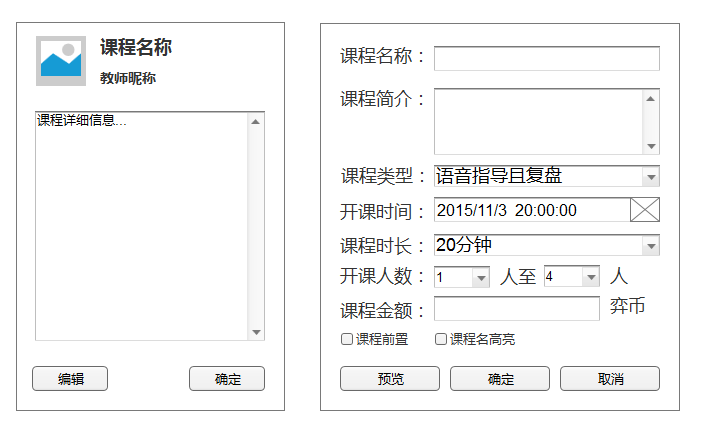 课程名称
教师昵称
课程详细信息...
编辑
确定
课程名称：
课程简介：
课程类型：语音指导且复盘
开课时间：2015/11/3 20:00:00
课程时长：20分钟
开课人数：1 人至 4 人
课程金额： 弈币
课程前置 课程名高亮
预览 确定 取消